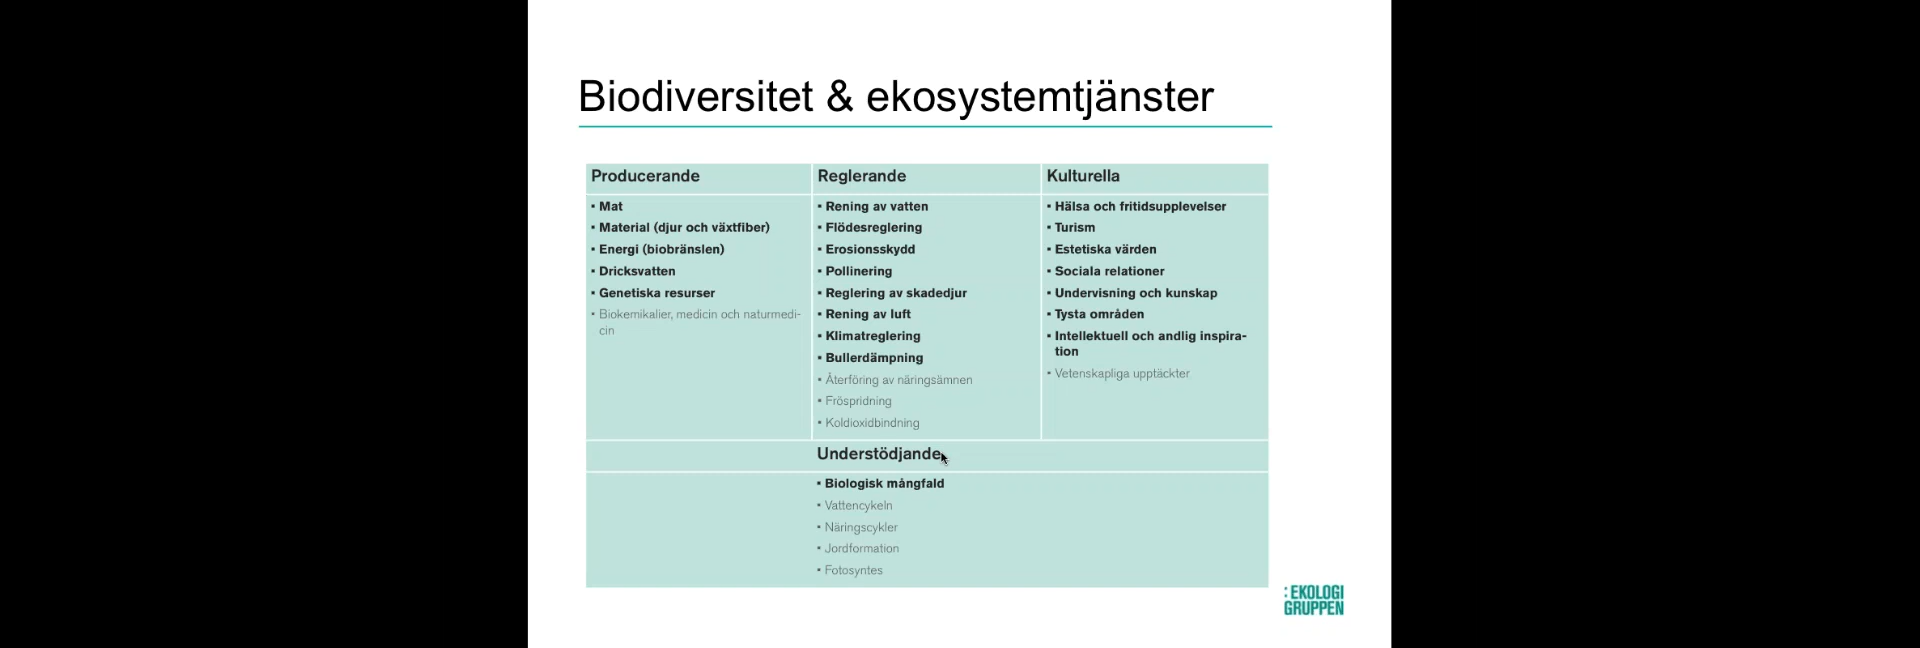 Biodiversitet & ekosystemtjänster
Producerande
▪ Mat
▪ Material (djur och växtfiber)
▪ Energi (biobränslen)
▪ Dricksvatten
▪ Genetiska resurser
▪ Biokemikalier, medicin och naturmedi-
cin
Reglerande
▪ Rening av vatten
▪ Flödesreglering
▪ Erosionsskydd
▪ Pollinering
▪ Reglering av skadedjur
▪ Rening av luft
▪ Klimatreglering
▪ Bullerdämpning
▪ Återföring av näringsämnen
▪ Fröspridning
▪ Koldioxidbindning
Kulturella
▪ Hälsa och fritidsupplevelser
▪ Turism
▪ Estetiska värden
▪ Sociala relationer
▪ Undervisning och kunskap
▪ Tysta områden
▪ Intellektuell och andlig inspira-
tion
▪ Vetenskapliga upptäckter
Understödjande
▪ Biologisk mångfald
▪ Vattencykeln
▪ Näringscykler
▪ Jordformation
▪ Fotosyntes
:EKOLOGI
GRUPPEN